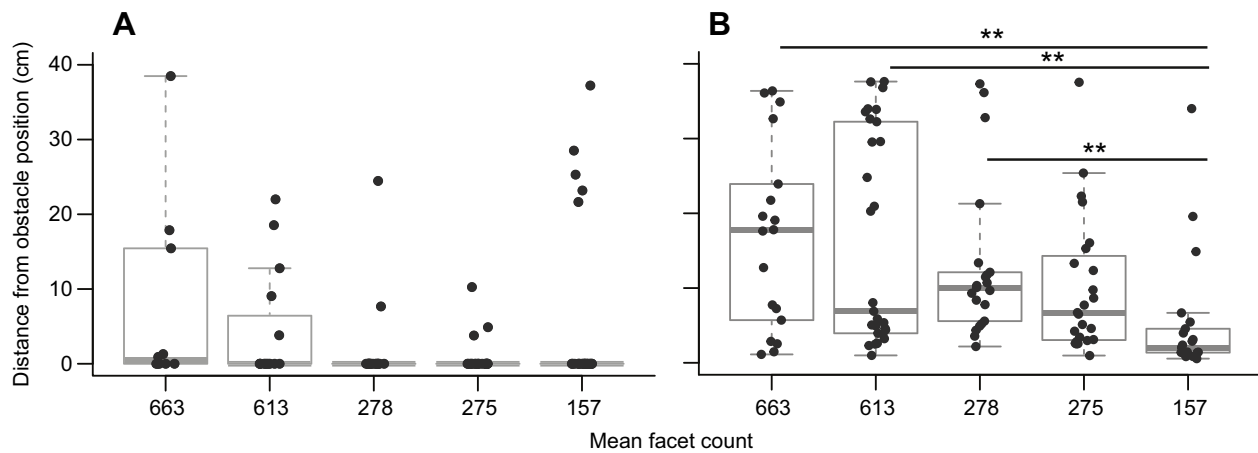 A
B
**
**
**
Distance from obstacle position (cm)
40
30
20
10
0
663 613 278 275 157
663 613 278 275 157
Mean facet count